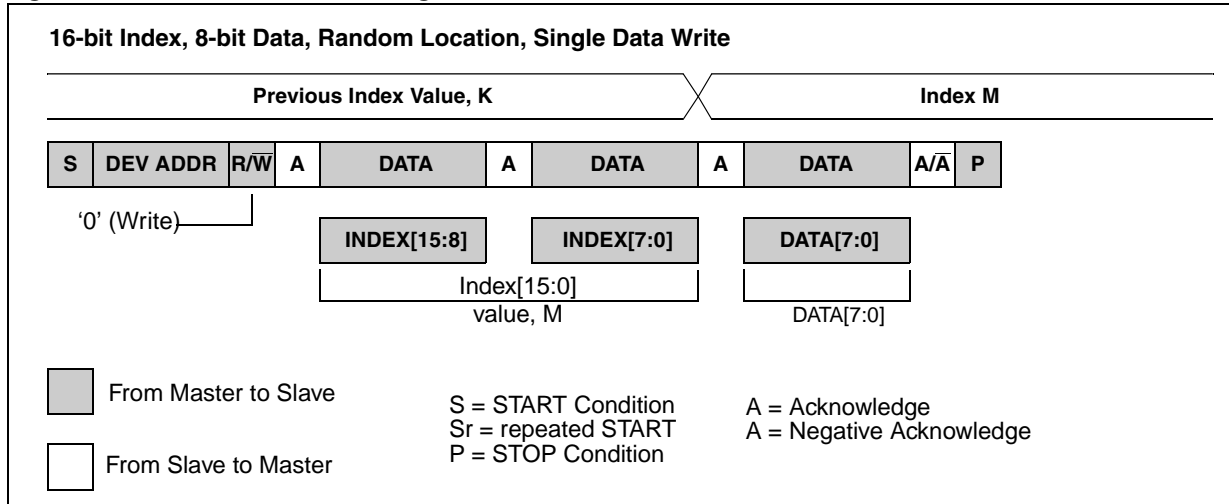 16-bit Index, 8-bit Data, Random Location, Single Data Write
Previous Index Value, K Index M
S DEV ADDR R/W̅ A DATA A DATA A DATA A/A̅ P
‘0’ (Write)
INDEX[15:8] INDEX[7:0] DATA[7:0]
Index[15:0]
value, M DATA[7:0]
From Master to Slave
S = START Condition A = Acknowledge
Sr = repeated START A = Negative Acknowledge
P = STOP Condition
From Slave to Master